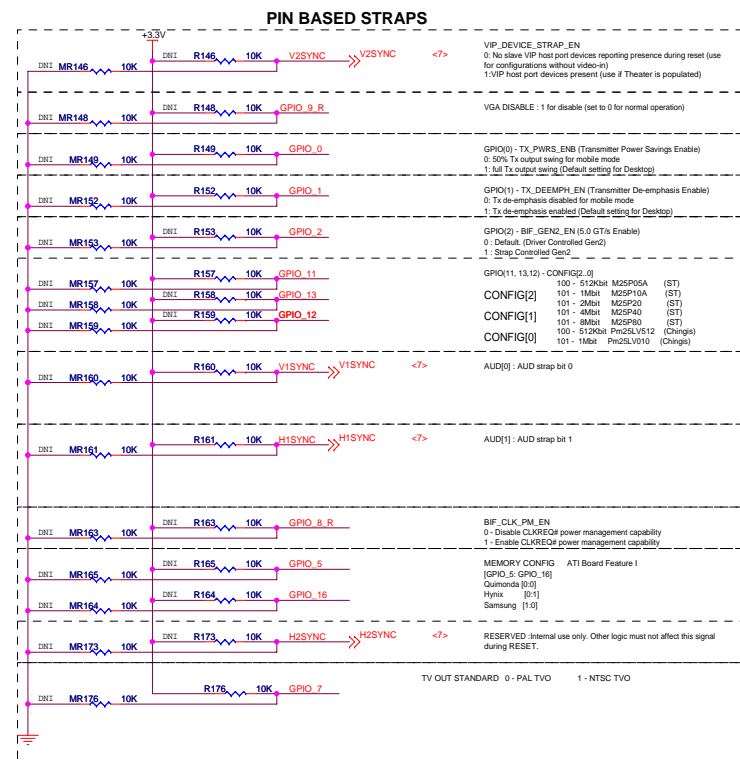 PIN BASED STRAPS
+3.3V
DNI R146 10K V2SYNC V2SYNC <7>
DNI MR146 10K
VIP_DEVICE_STRAP_EN
0: No slave VIP host port devices reporting presence during reset (use
for configurations without video-in)
1:VIP host port devices present (use if Theater is populated)
DNI R148 10K GPIO_9_R
DNI MR148 10K
VGA DISABLE : 1 for disable (set to 0 for normal operation)
DNI R149 10K GPIO_0
DNI MR149 10K
GPIO(0) - TX_PWRS_ENB (Transmitter Power Savings Enable)
0: 50% Tx output swing for mobile mode
1: full Tx output swing (Default setting for Desktop)
DNI R152 10K GPIO_1
DNI MR152 10K
GPIO(1) - TX_DEEMPH_EN (Transmitter De-emphasis Enable)
0: Tx de-emphasis disabled for mobile mode
1: Tx de-emphasis enabled (Default setting for Desktop)
DNI R153 10K GPIO_2
DNI MR153 10K
GPIO(2) - BIF_GEN2_EN (5.0 GT/s Enable)
0 : Default. (Driver Controlled Gen2)
1 : Strap Controlled Gen2
R157 10K GPIO_11
DNI MR157 10K
DNI R158 10K GPIO_13
DNI MR158 10K
DNI R159 10K GPIO_12
DNI MR159 10K
GPIO(11, 13,12) - CONFIG[2..0]
CONFIG[2]
CONFIG[1]
CONFIG[0]
100 - 512Kbit M25P05A (ST)
101 - 1Mbit M25P10A (ST)
101 - 2Mbit M25P20 (ST)
101 - 4Mbit M25P40 (ST)
101 - 8Mbit M25P80 (ST)
100 - 512Kbit Pm25LV512 (Chingis)
101 - 1Mbit Pm25LV010 (Chingis)
DNI R160 10K V1SYNC V1SYNC <7>
DNI MR160 10K
AUD[0] : AUD strap bit 0
DNI R161 10K H1SYNC H1SYNC <7>
DNI MR161 10K
AUD[1] : AUD strap bit 1
DNI R163 10K GPIO_8_R
DNI MR163 10K
BIF_CLK_PM_EN
0 - Disable CLKREQ# power management capability
1 - Enable CLKREQ# power management capability
DNI R165 10K GPIO_5
DNI MR165 10K
DNI R164 10K GPIO_16
DNI MR164 10K
MEMORY CONFIG ATI Board Feature I
[GPIO_5: GPIO_16]
Quimonda [0:0]
Hynix [0:1]
Samsung [1:0]
DNI R173 10K H2SYNC H2SYNC <7>
DNI MR173 10K
RESERVED :Internal use only. Other logic must not affect this signal
during RESET.
R176 10K GPIO_7
DNI MR176 10K
TV OUT STANDARD 0 - PAL TVO 1 - NTSC TVO